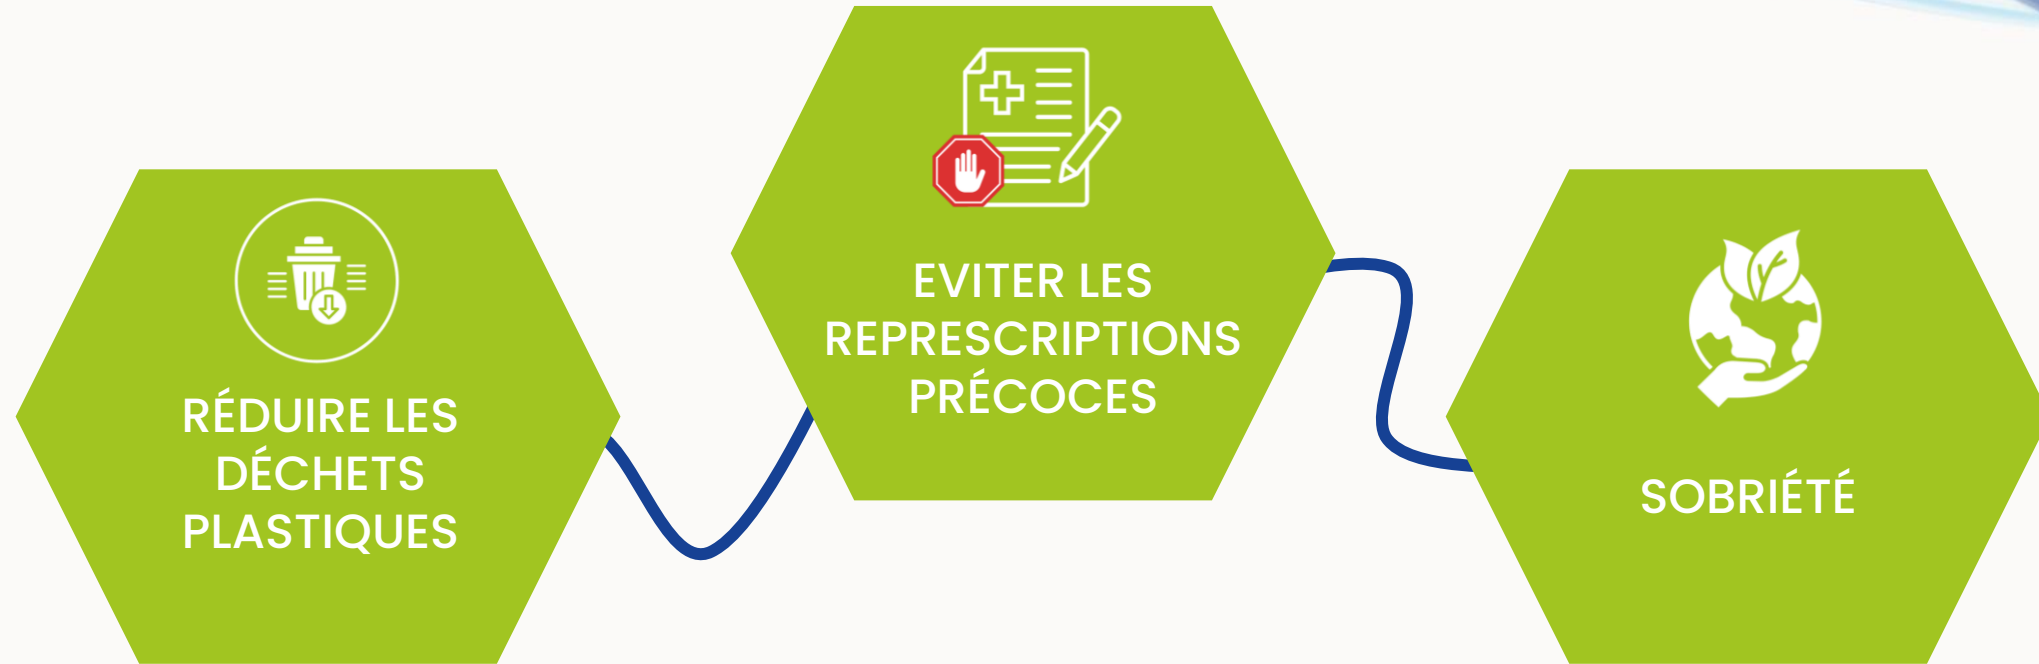 RÉDUIRE LES
DÉCHETS
PLASTIQUES
EVITER LES
REPRESCRIPTIONS
PRÉCOCES
SOBRIÉTÉ